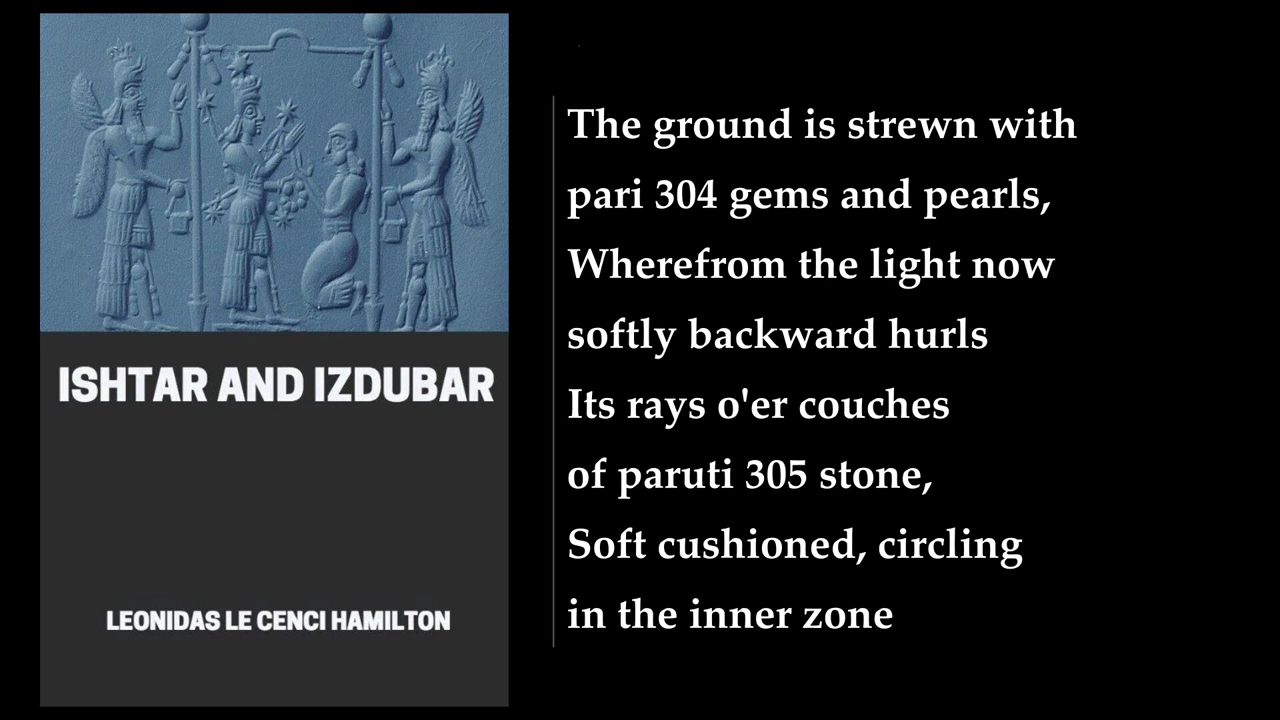 ISHTAR AND IZDUBAR
LEONIDAS LE CENCI HAMILTON
The ground is strewn with
pari 304 gems and pearls,
Wherefrom the light now
softly backward hurls
Its rays o'er couches
of paruti 305 stone,
Soft cushioned, circling
in the inner zone